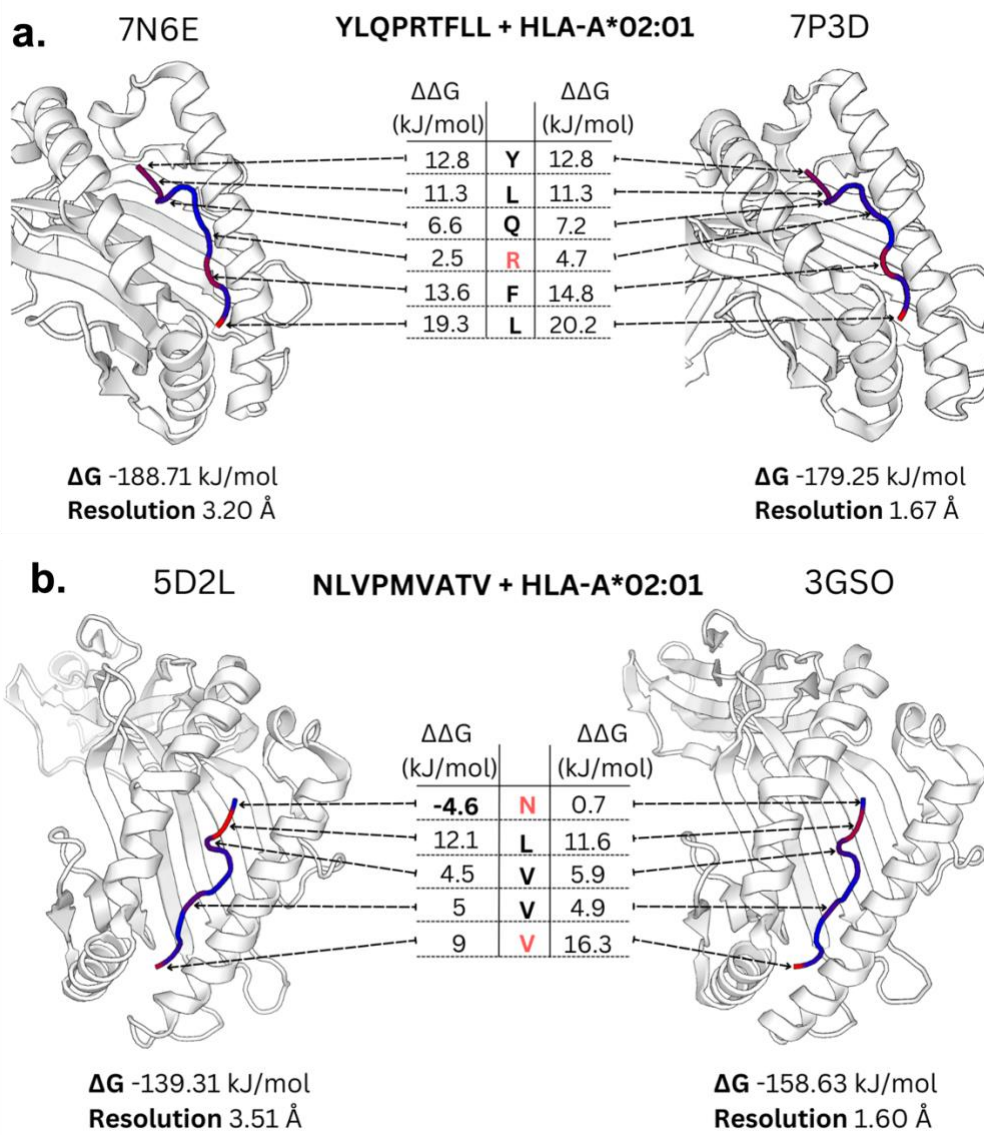 a.
7N6E YLQPRTFLL + HLA-A*02:01 7P3D
ΔΔG ΔΔG
(kJ/mol) (kJ/mol)
12.8 Y 12.8
11.3 L 11.3
6.6 Q 7.2
2.5 R 4.7
13.6 F 14.8
19.3 L 20.2
ΔG -188.71 kJ/mol
Resolution 3.20 Å
ΔG -179.25 kJ/mol
Resolution 1.67 Å
b.
5D2L NLVPMVATV + HLA-A*02:01 3GSO
ΔΔG ΔΔG
(kJ/mol) (kJ/mol)
-4.6 N 0.7
12.1 L 11.6
4.5 V 5.9
5 V 4.9
9 V 16.3
ΔG -139.31 kJ/mol
Resolution 3.51 Å
ΔG -158.63 kJ/mol
Resolution 1.60 Å